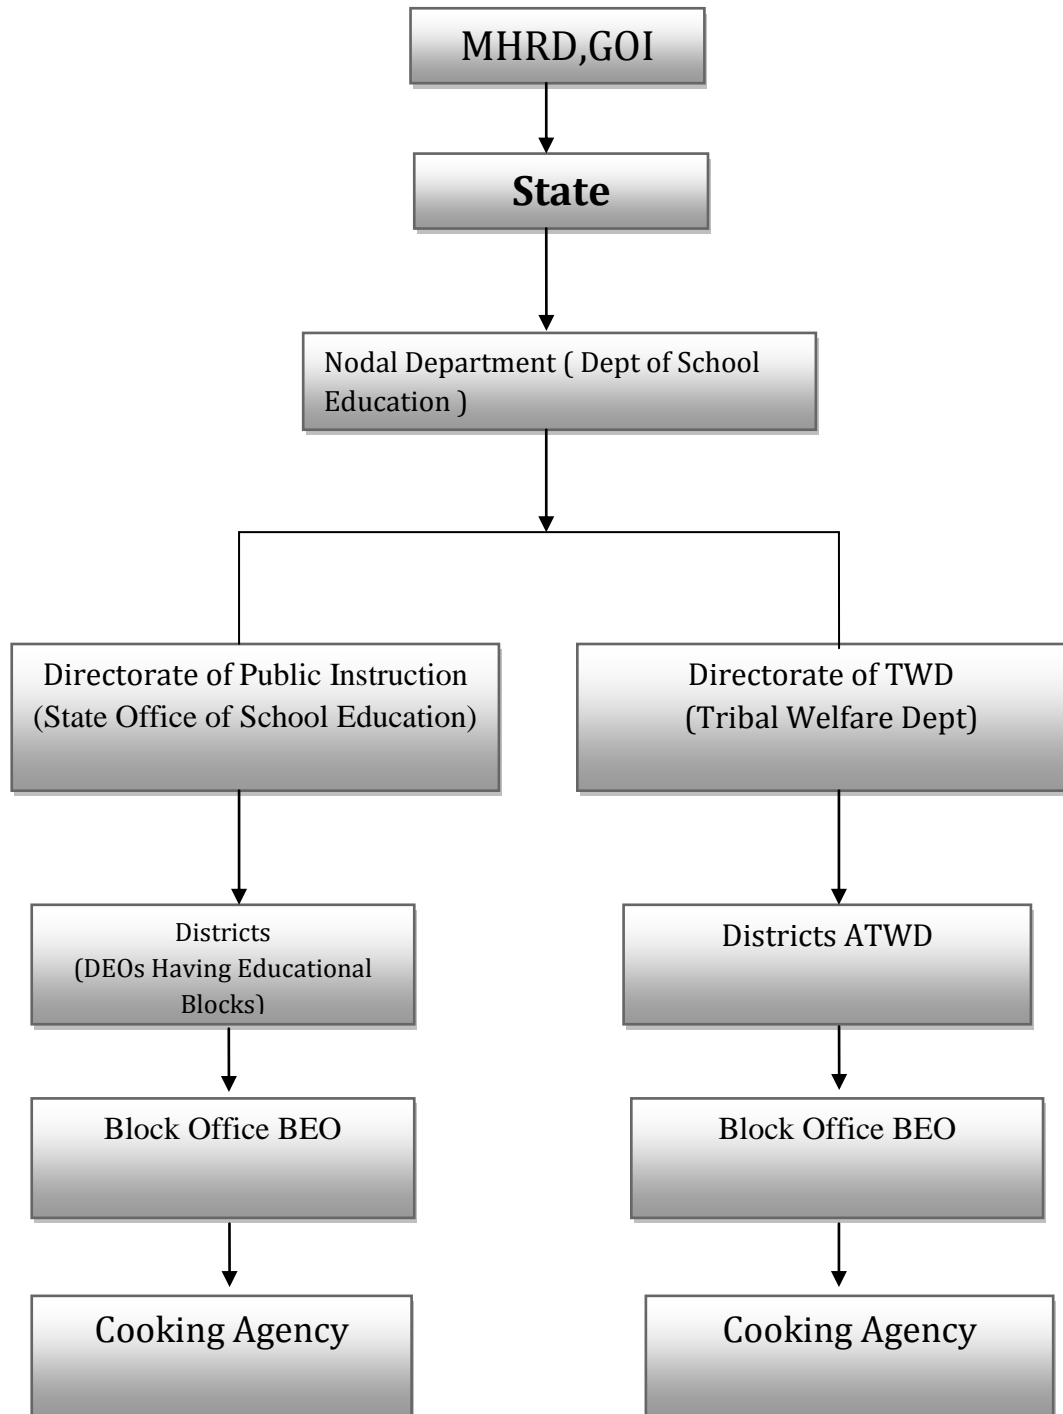 MHRD,GOI
State
Nodal Department ( Dept of School
Education )
Directorate of Public Instruction
(State Office of School Education)
Directorate of TWD
(Tribal Welfare Dept)
Districts
(DEOs Having Educational
Blocks)
Districts ATWD
Block Office BEO
Block Office BEO
Cooking Agency
Cooking Agency